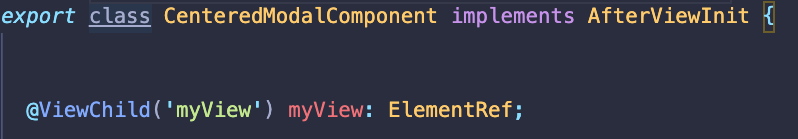 export class CenteredModalComponent implements AfterViewInit {
@ViewChild('myView') myView: ElementRef;